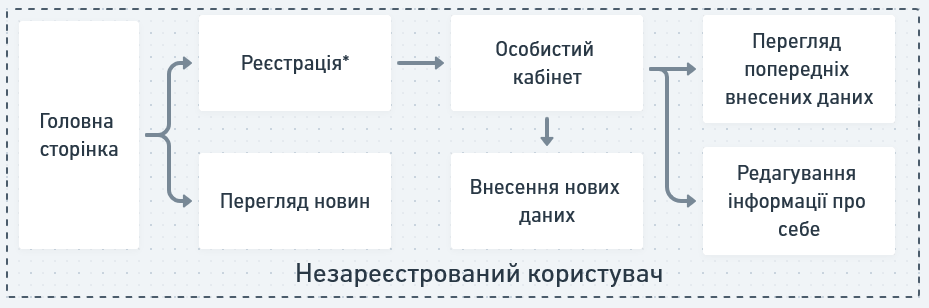 Головна
сторінка
Реєстрація*
Перегляд новин
Особистий
кабінет
Внесення нових
даних
Перегляд
попередніх
внесених даних
Редагування
інформації про
себе
Незареєстрований користувач